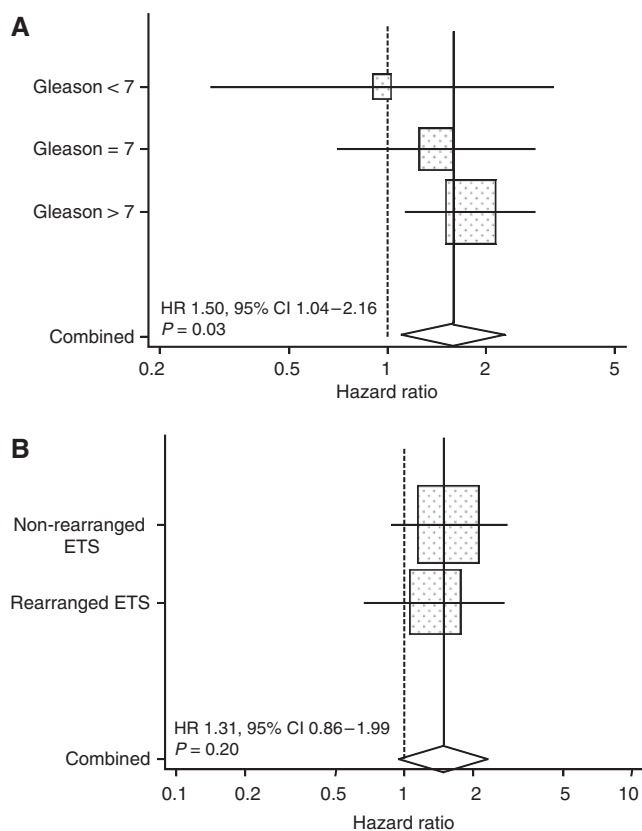 A
Gleason < 7
Gleason = 7
Gleason > 7
HR 1.50, 95% CI 1.04–2.16
P = 0.03
Combined
0.2 0.5 1 2 5
Hazard ratio
B
Non-rearranged
ETS
Rearranged ETS
HR 1.31, 95% CI 0.86–1.99
P = 0.20
Combined
0.1 0.2 0.5 1 2 5 10
Hazard ratio